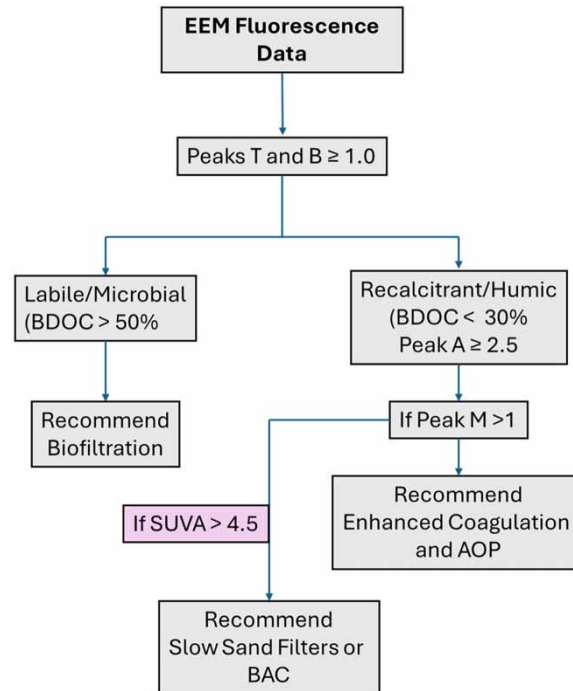 EEM Fluorescence
Data
Peaks T and B ≥ 1.0
Labile/Microbial
(BDOC > 50%
Recalcitrant/Humic
(BDOC < 30%
Peak A ≥ 2.5
Recommend
Biofiltration
If Peak M >1
If SUVA > 4.5
Recommend
Enhanced Coagulation
and AOP
Recommend
Slow Sand Filters or
BAC